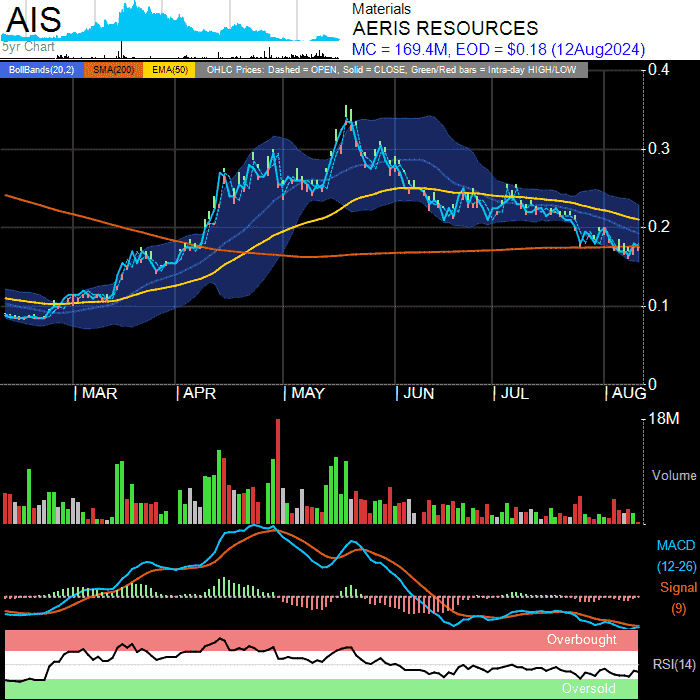 AIS
5yr Chart
Materials
AERIS RESOURCES
MC = 169.4M, EOD = $0.18 (12Aug2024)
BollBands(20,2) SMA(200) EMA(50) OHLC Prices: Dashed = OPEN, Solid = CLOSE, Green/Red bars = Intra-day HIGH/LOW
0.4
0.3
0.2
0.1
0
| MAR | APR | MAY | JUN | JUL | AUG
18M
Volume
MACD
(12-26)
Signal
(9)
Overbought
RSI(14)
Oversold